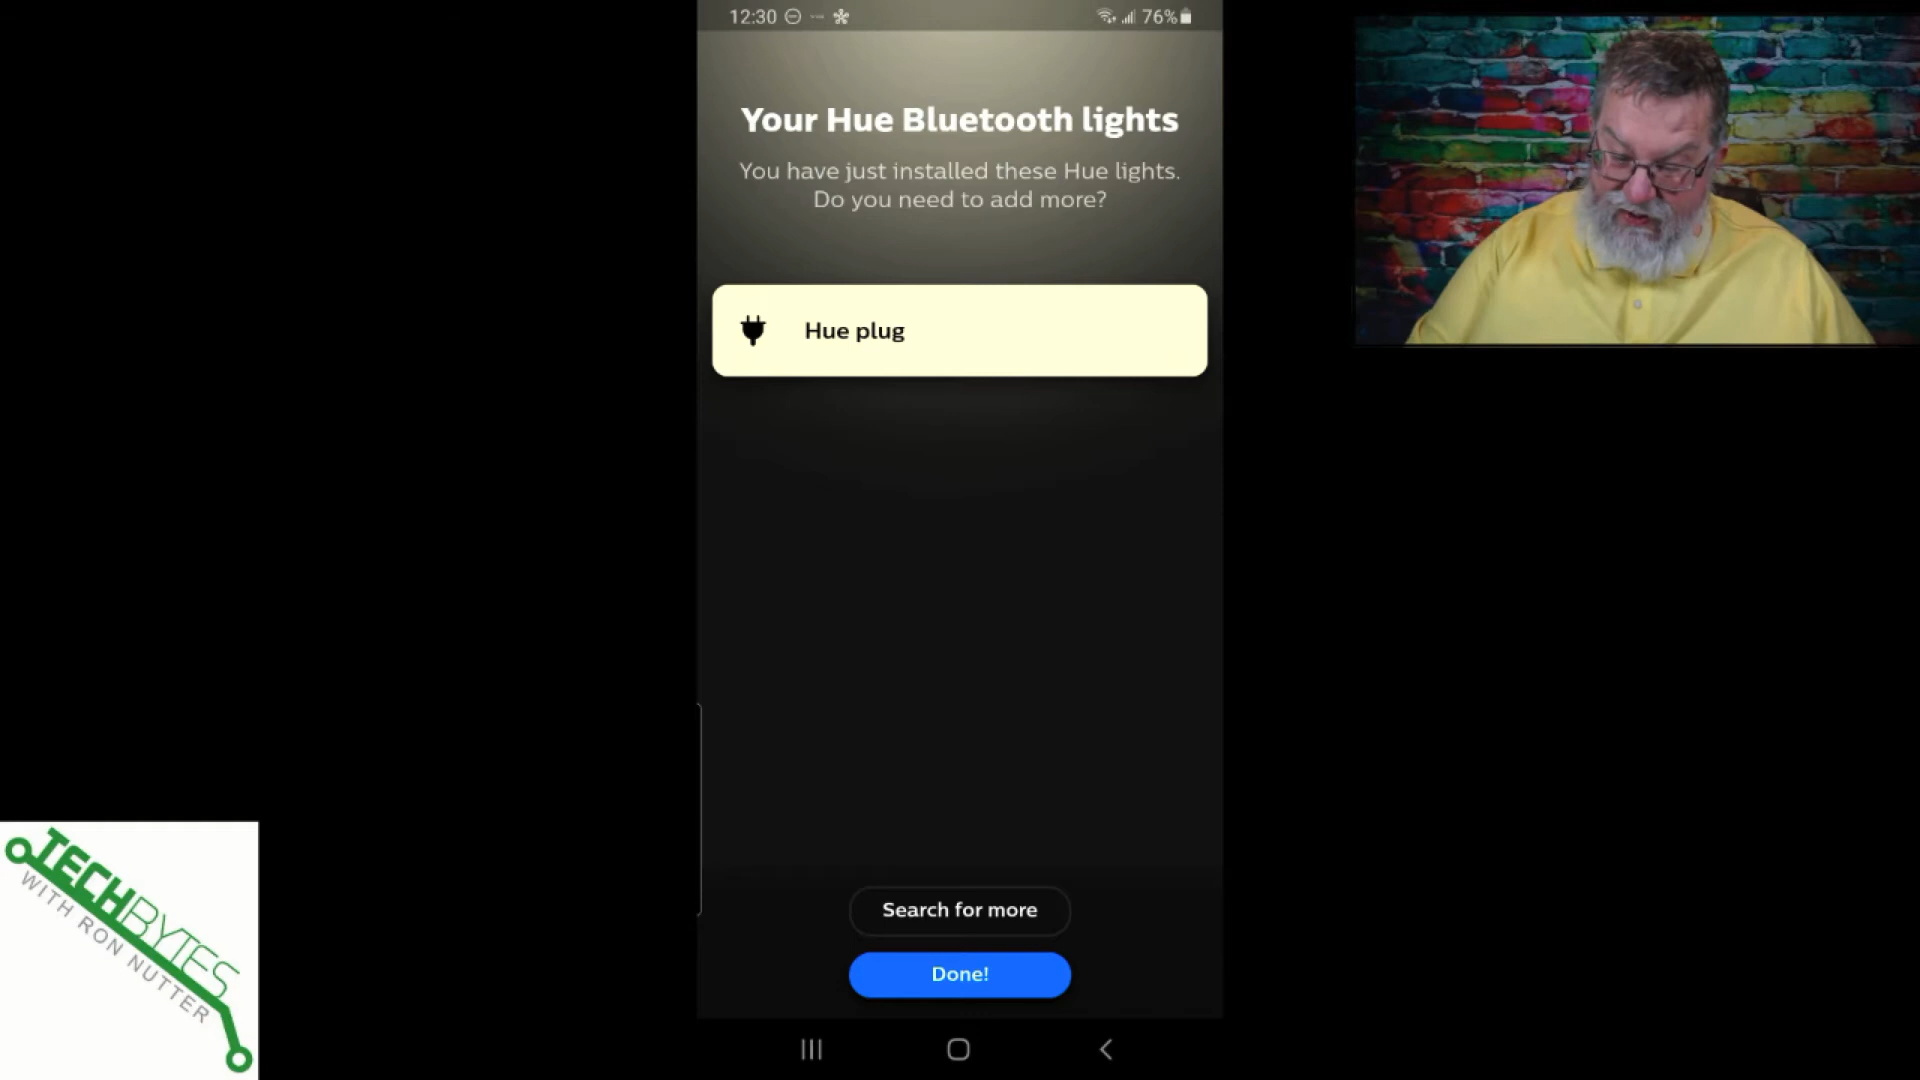 12:30
76%
Your Hue Bluetooth lights
You have just installed these Hue lights.
Do you need to add more?
Hue plug
Search for more
Done!
TECHBYTES
WITH RON NUTTER